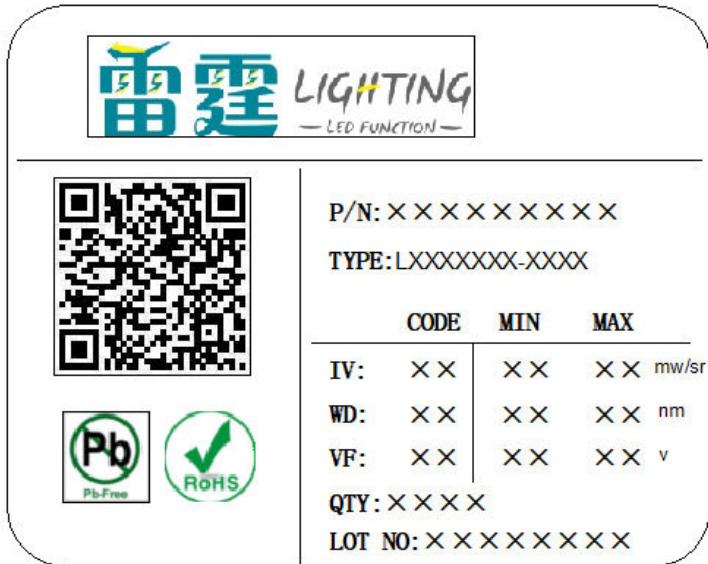 雷霆 LIGHTING
LED FUNCTION
P/N:×××××××××
TYPE:LXXXXXXX-XXXX
CODE MIN MAX
IV: ×× ×× ×× mw/sr
WD: ×× ×× ×× nm
VF: ×× ×× ×× v
QTY:××××
LOT NO:××××××××
Pb
Pb-Free
RoHS